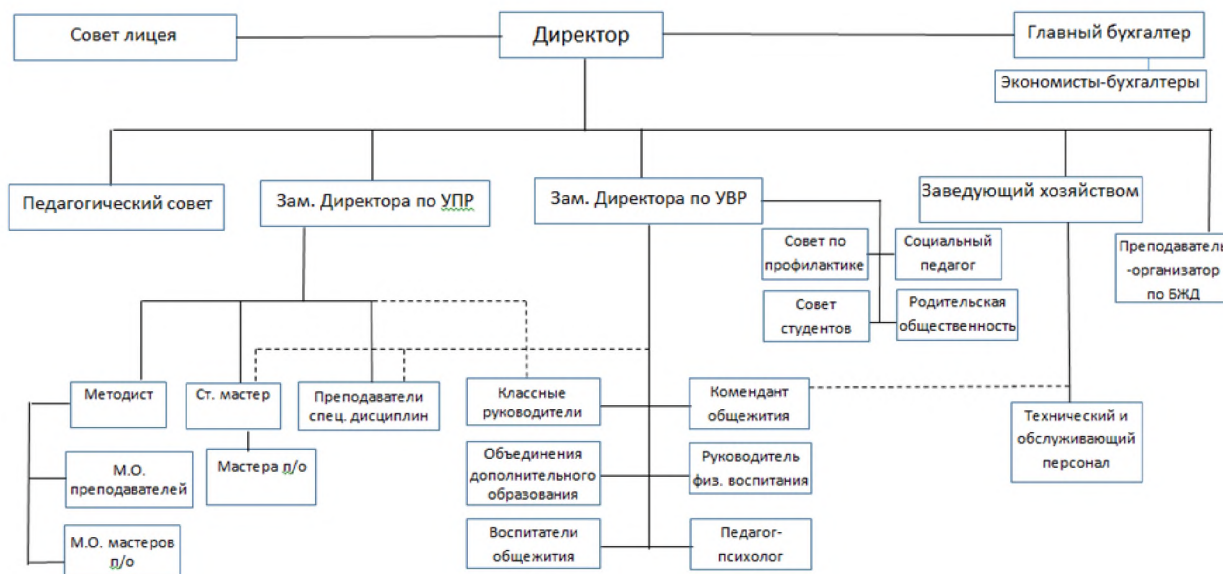 Совет лицея
Директор
Главный бухгалтер
Экономисты-бухгалтеры
Педагогический совет
Зам. Директора по УПР
Зам. Директора по УВР
Заведующий хозяйством
Преподаватель
-организатор
по БЖД
Совет по
профилактике
Социальный
педагог
Совет
студентов
Родительская
общественность
Методист
Ст. мастер
Преподаватели
спец. дисциплин
Классные
руководители
Комендант
общежития
Технический и
обслуживающий
персонал
М.О.
преподавателей
Мастера п/о
Объединения
дополнительного
образования
Руководитель
физ. воспитания
М.О. мастеров
п/о
Воспитатели
общежития
Педагог-
психолог